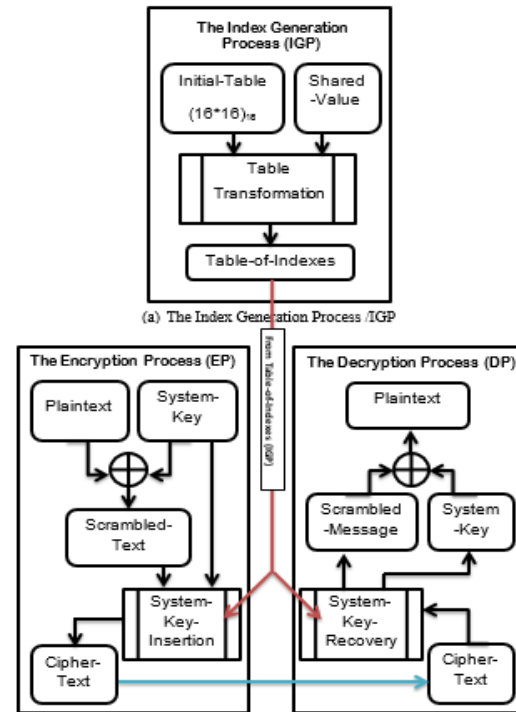 The Index Generation
Process (IGP)
Initial-Table
(16*16)₁₆
Shared
-Value
Table
Transformation
Table-of-Indexes
(a) The Index Generation Process /IGP
from Table-of-Indexes (IGP)
The Encryption Process (EP)
Plaintext
System-
Key
Scrambled-
Text
System-
Key-
Insertion
Cipher-
Text
The Decryption Process (DP)
Plaintext
Scrambled
-Message
System
-Key
System-
Key-
Recovery
Cipher-
Text